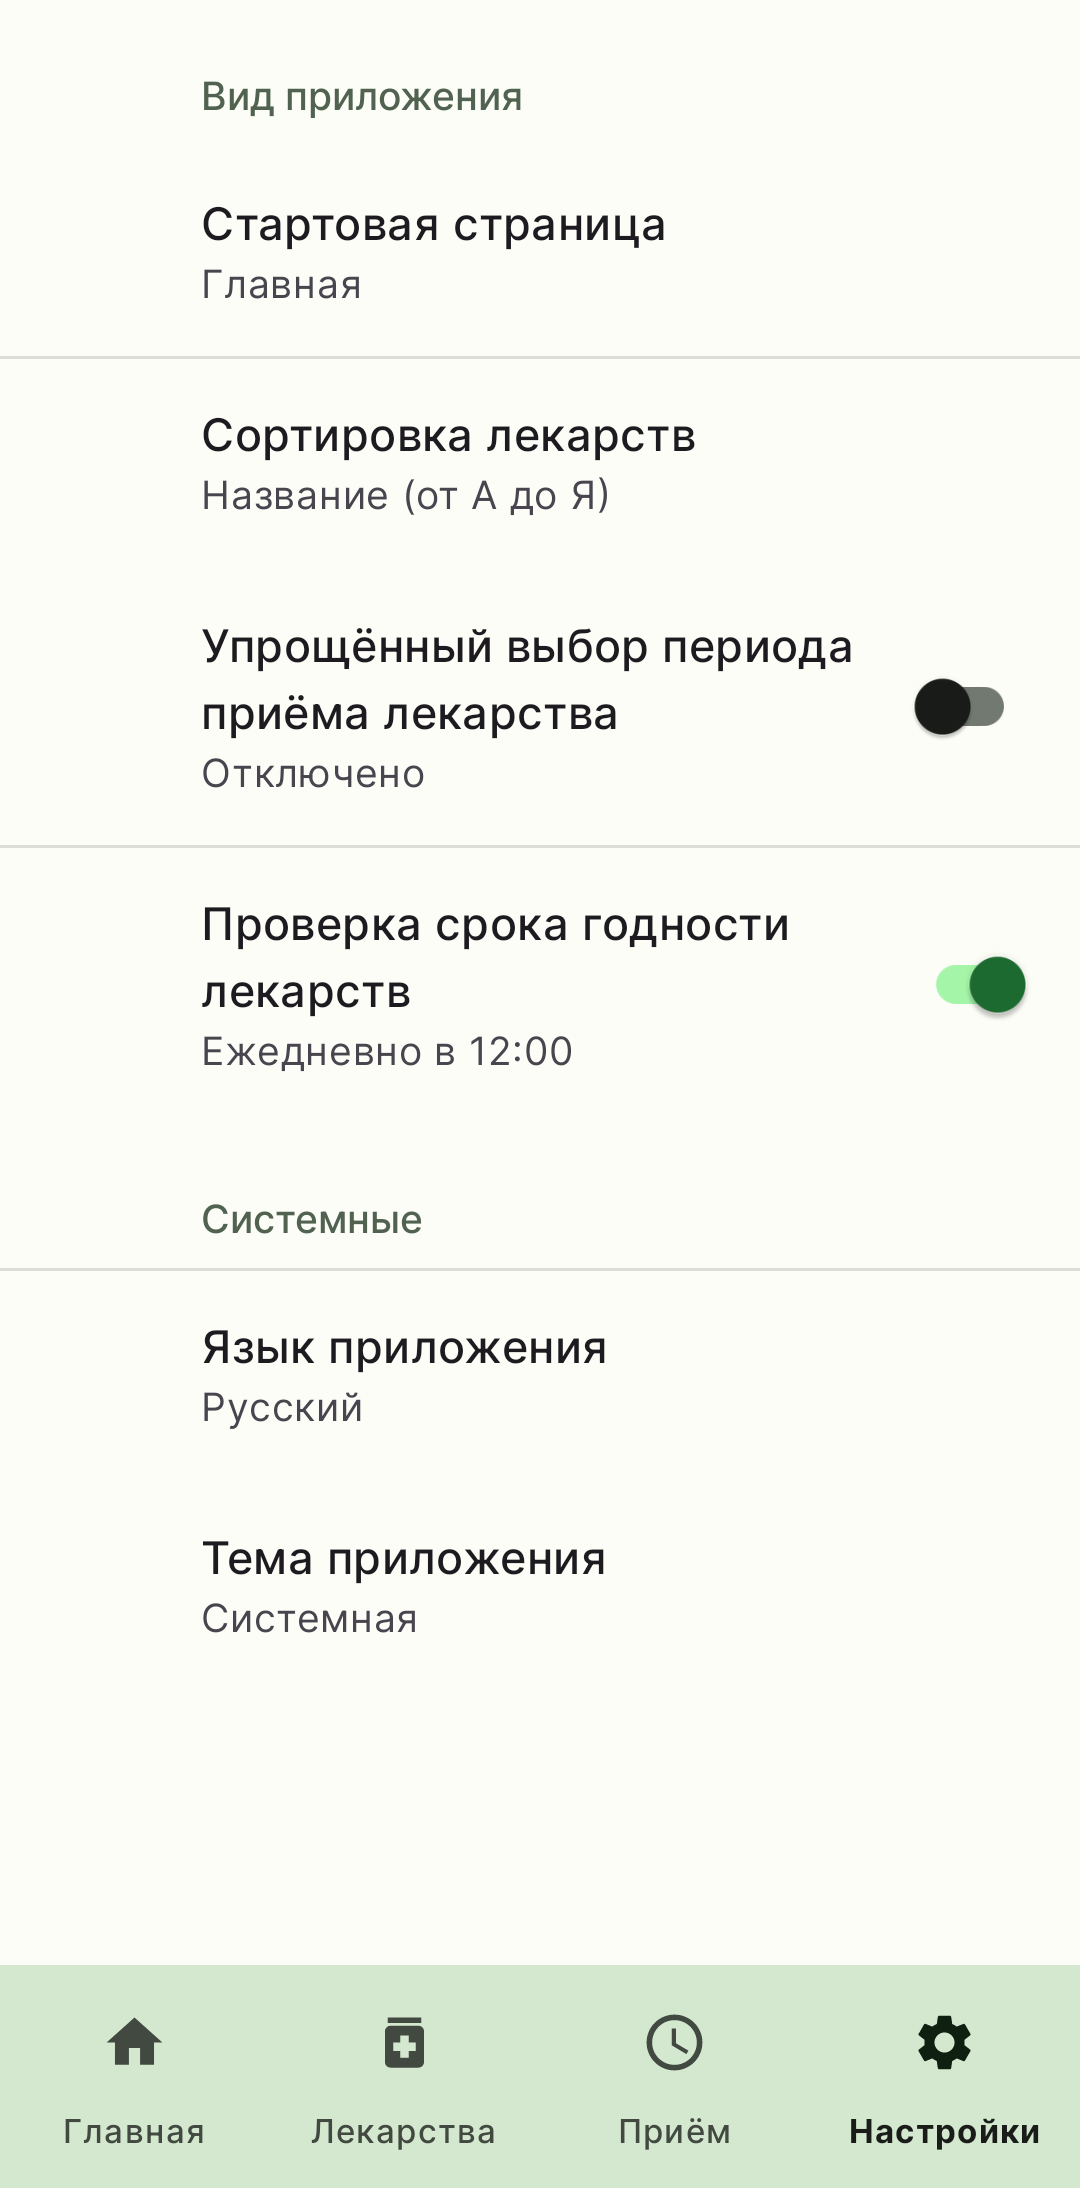 Вид приложения
Стартовая страница
Главная
Сортировка лекарств
Название (от А до Я)
Упрощённый выбор периода
приёма лекарства
Отключено
Проверка срока годности
лекарств
Ежедневно в 12:00
Системные
Язык приложения
Русский
Тема приложения
Системная
Главная
Лекарства
Приём
Настройки